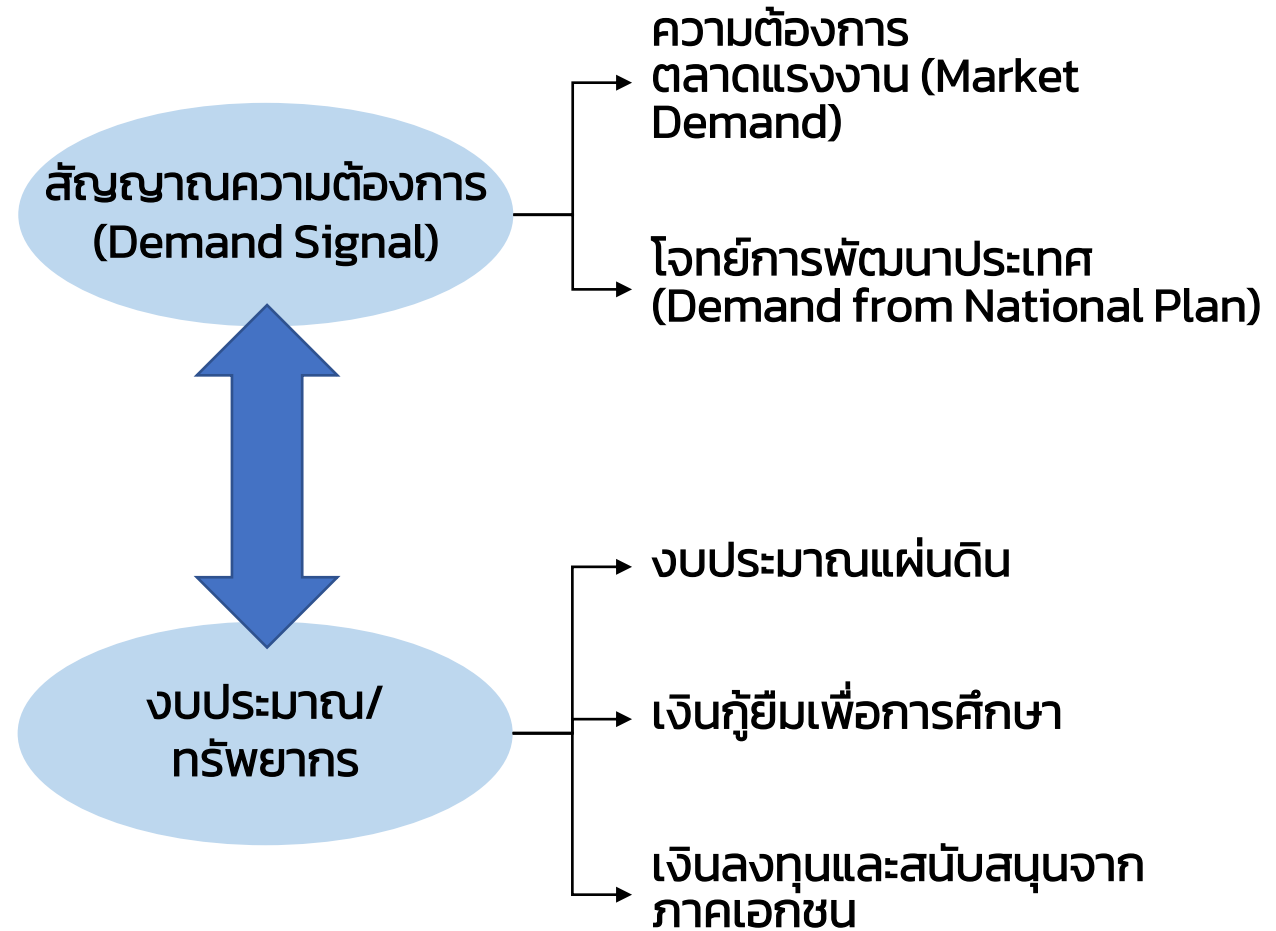 ความต้องการ
ตลาดแรงงาน (Market
Demand)
สัญญาณความต้องการ
(Demand Signal)
โจทย์การพัฒนาประเทศ
(Demand from National Plan)
งบประมาณแผ่นดิน
งบประมาณ/
ทรัพยากร
เงินกู้ยืมเพื่อการศึกษา
เงินลงทุนและสนับสนุนจาก
ภาคเอกชน